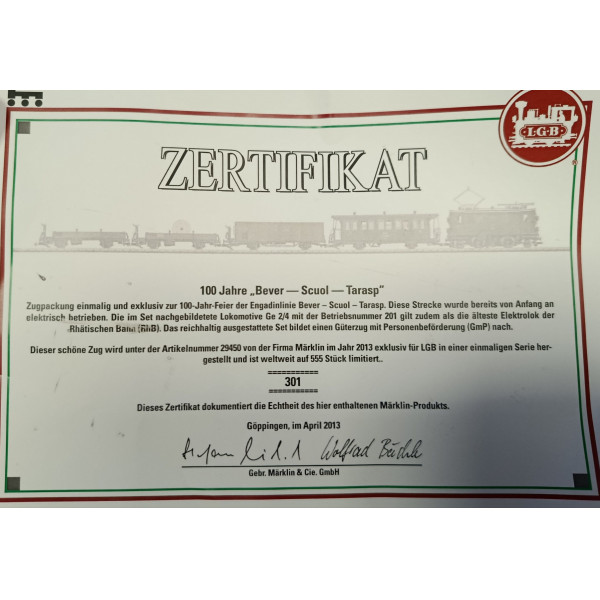 LGB
®
ZERTIFIKAT
100 Jahre „Bever — Scuol — Tarasp"
Zugpackung einmalig und exklusiv zur 100-Jahr-Feier der Engadinlinie Bever – Scuol – Tarasp. Diese Strecke wurde bereits von Anfang an
elektrisch betrieben. Die im Set nachgebildetete Lokomotive Ge 2/4 mit der Betriebsnummer 201 gilt zudem als die älteste Elektrolok der
Rhätischen Bahn (RhB). Das reichhaltig ausgestattete Set bildet einen Güterzug mit Personenbeförderung (GmP) nach.
Dieser schöne Zug wird unter der Artikelnummer 29450 von der Firma Märklin im Jahr 2013 exklusiv für LGB in einer einmaligen Serie her-
gestellt und ist weltweit auf 555 Stück limitiert..
===========
301
===========
Dieses Zertifikat dokumentiert die Echtheit des hier enthaltenen Märklin-Produkts.
Göppingen, im April 2013
Gebr. Märklin & Cie. GmbH